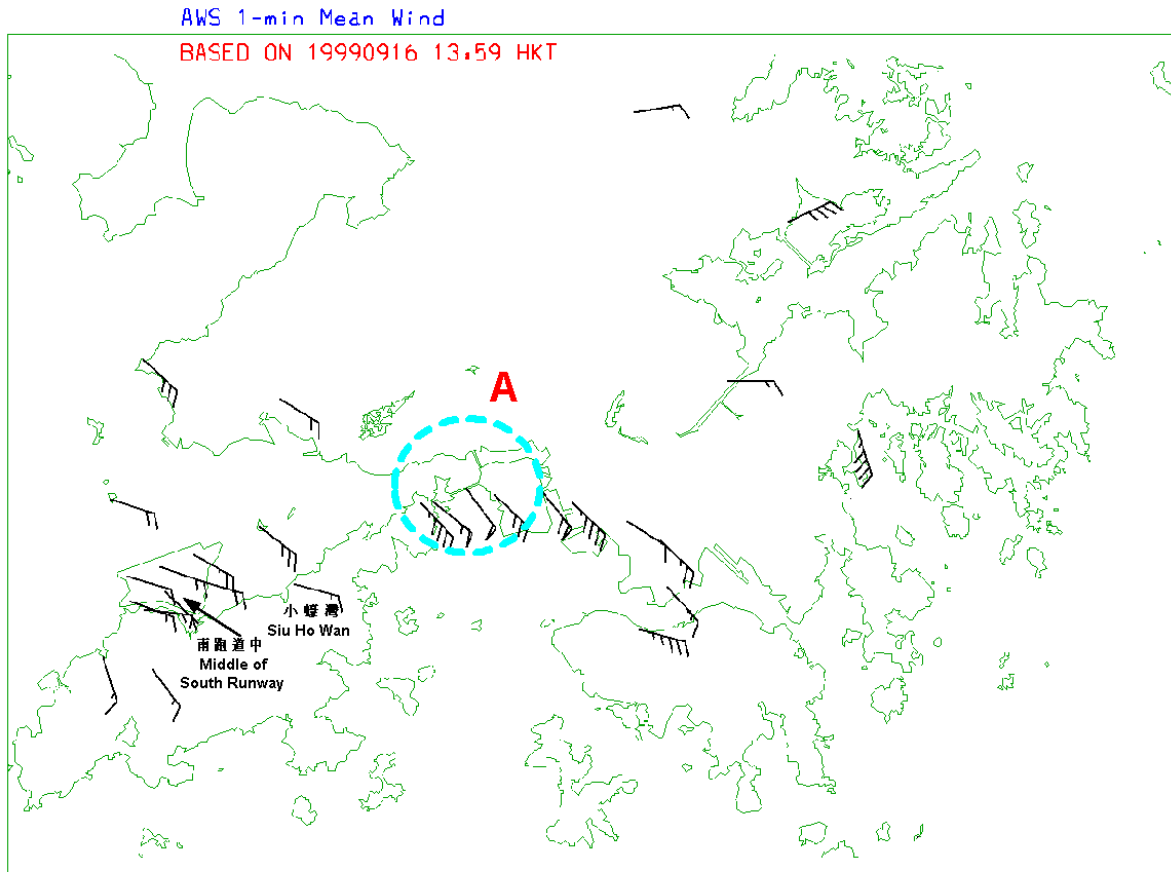 AWS 1-min Mean Wind
BASED ON 19990916 13:59 HKT
A
小蠔灣
Siu Ho Wan
南跑道中
Middle of
South Runway